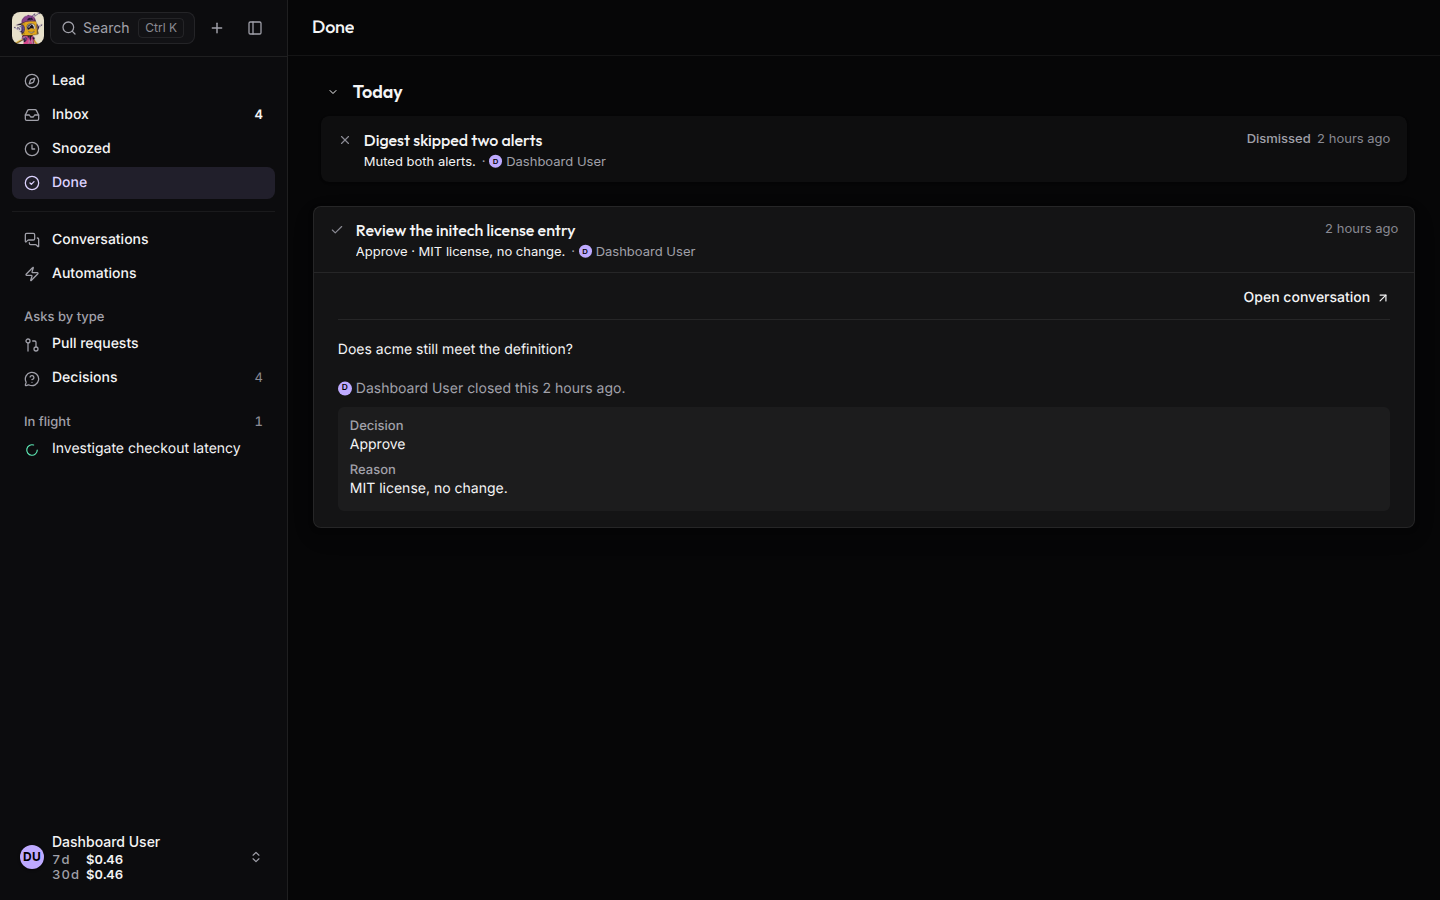 Search Ctrl K
Lead
Inbox 4
Snoozed
Done
Conversations
Automations
Asks by type
Pull requests
Decisions 4
In flight 1
Investigate checkout latency
DU Dashboard User
7d $0.46
30d $0.46
Done
Today
Digest skipped two alerts Dismissed 2 hours ago
Muted both alerts. · D Dashboard User
Review the initech license entry 2 hours ago
Approve · MIT license, no change. · D Dashboard User
Open conversation
Does acme still meet the definition?
D Dashboard User closed this 2 hours ago.
Decision
Approve
Reason
MIT license, no change.